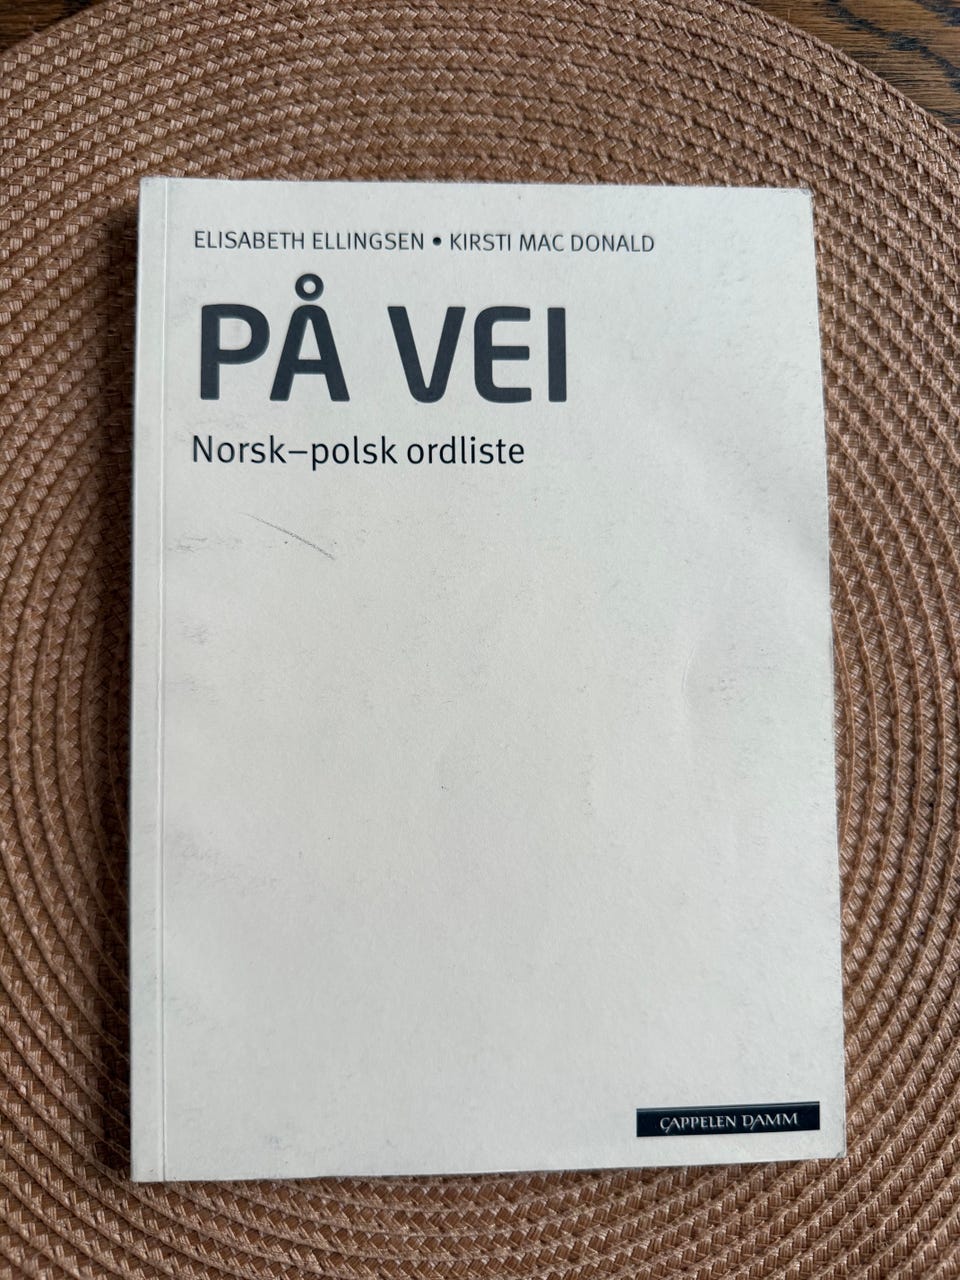 ELISABETH ELLINGSEN • KIRSTI MAC DONALD
PÅ VEI
Norsk–polsk ordliste
CAPPELEN DAMM